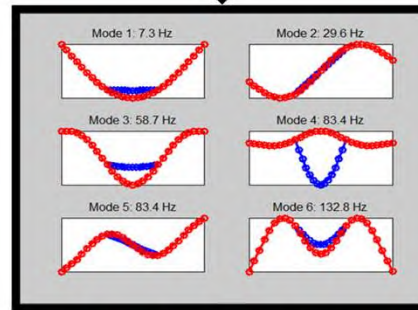 Mode 1: 7.3 Hz
Mode 2: 29.6 Hz
Mode 3: 58.7 Hz
Mode 4: 83.4 Hz
Mode 5: 83.4 Hz
Mode 6: 132.8 Hz